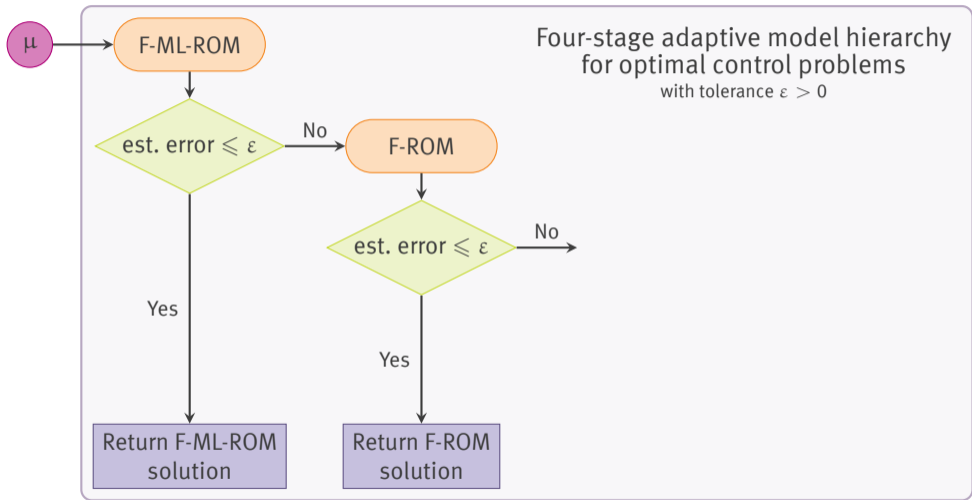 μ
F-ML-ROM
Four-stage adaptive model hierarchy
for optimal control problems
with tolerance ε > 0
est. error ⩽ ε
No
F-ROM
est. error ⩽ ε
No
Yes
Yes
Return F-ML-ROM
solution
Return F-ROM
solution